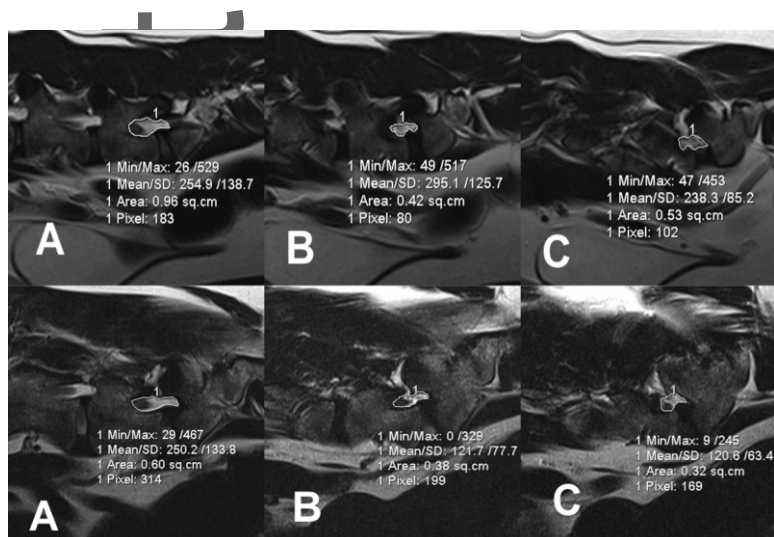 1
1 Min/Max: 26 /529
1 Mean/SD: 254.9 /138.7
1 Area: 0.96 sq.cm
1 Pixel: 183
A
1
1 Min/Max: 49 /517
1 Mean/SD: 295.1 /125.7
1 Area: 0.42 sq.cm
1 Pixel: 80
B
1
1 Min/Max: 47 /453
1 Mean/SD: 238.3 /85.2
1 Area: 0.53 sq.cm
1 Pixel: 102
C
1
1 Min/Max: 29 /467
1 Mean/SD: 250.2 /133.8
1 Area: 0.60 sq.cm
1 Pixel: 314
A
1
1 Min/Max: 0 /329
1 Mean/SD: 121.7 /77.7
1 Area: 0.38 sq.cm
1 Pixel: 199
B
1
1 Min/Max: 9 /245
1 Mean/SD: 120.6 /63.4
1 Area: 0.32 sq.cm
1 Pixel: 169
C